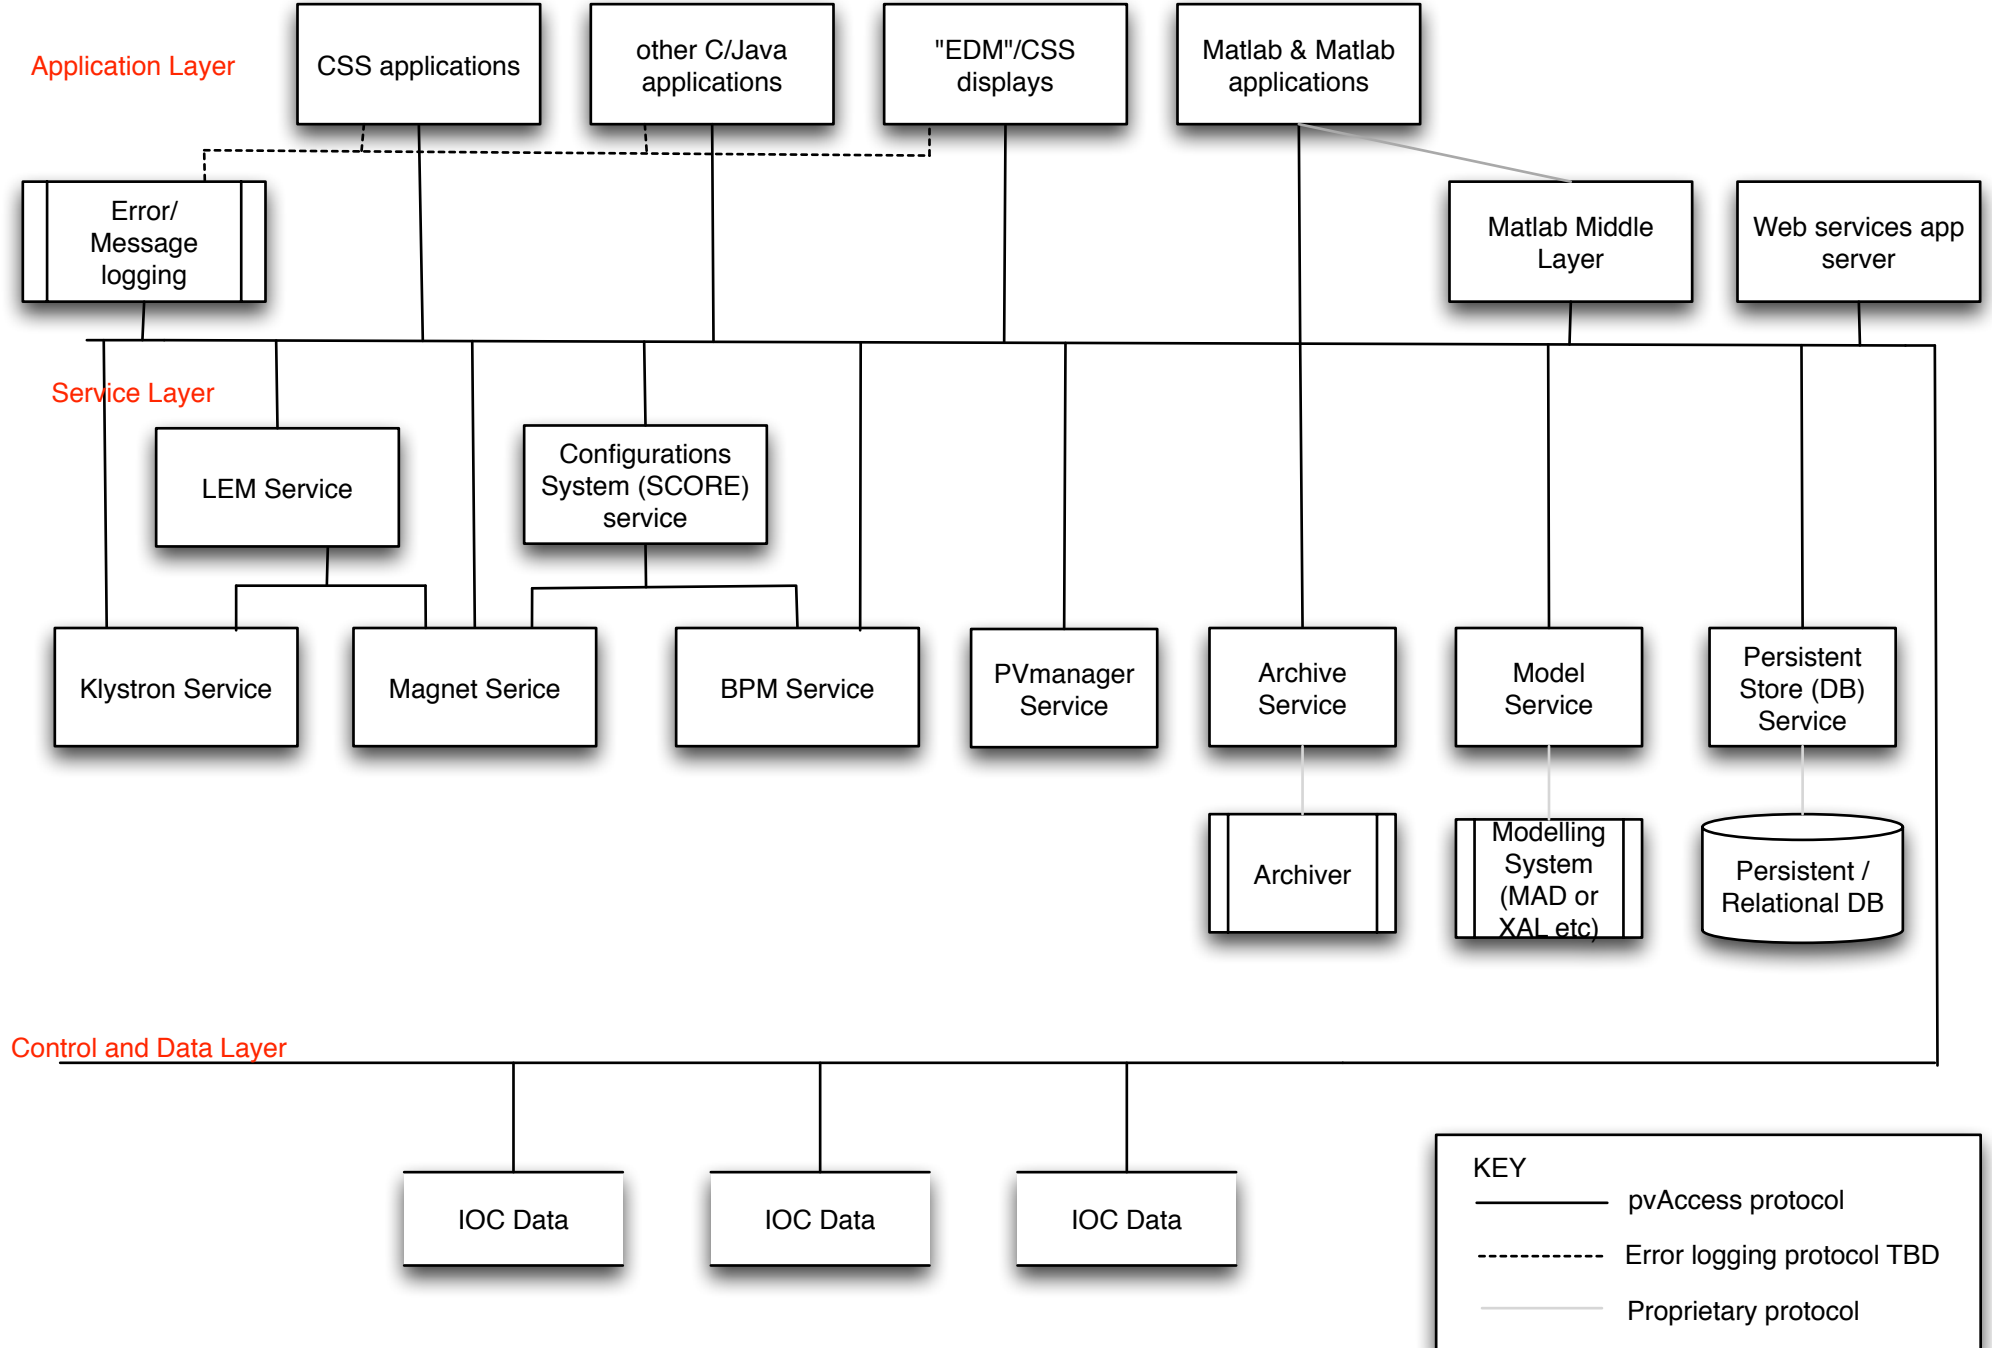 Application Layer
CSS applications
other C/Java
applications
"EDM"/CSS
displays
Matlab & Matlab
applications
Error/
Message
logging
Matlab Middle
Layer
Web services app
server
Service Layer
LEM Service
Configurations
System (SCORE)
service
Klystron Service
Magnet Serice
BPM Service
PVmanager
Service
Archive
Service
Model
Service
Persistent
Store (DB)
Service
Archiver
Modelling
System
(MAD or
XAL etc)
Persistent /
Relational DB
Control and Data Layer
IOC Data
IOC Data
IOC Data
KEY
pvAccess protocol
Error logging protocol TBD
Proprietary protocol